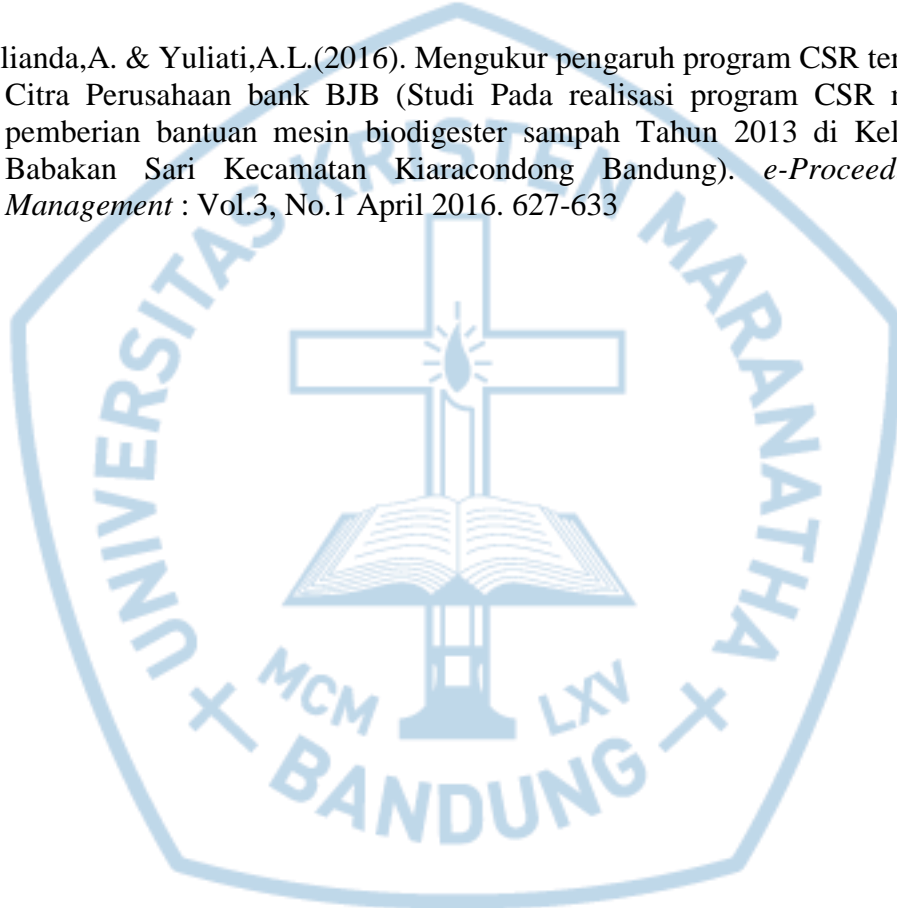 lianda,A. & Yuliati,A.L.(2016). Mengukur pengaruh program CSR ter
Citra Perusahaan bank BJB (Studi Pada realisasi program CSR
pemberian bantuan mesin biodigester sampah Tahun 2013 di Kel
Babakan Sari Kecamatan Kiaracondong Bandung). e-Proceed
Management : Vol.3, No.1 April 2016. 627-633
UNIVERSITAS KRISTEN MARANATHA
MCM LXV
BANDUNG